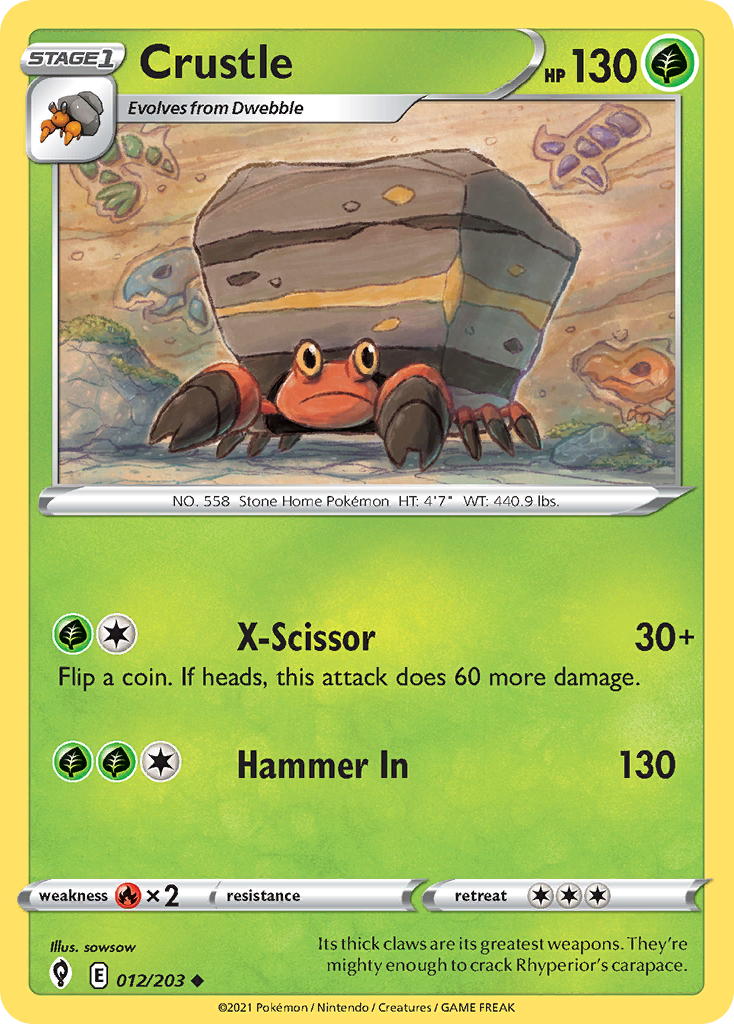 STAGE 1
Crustle
HP 130
Evolves from Dwebble
NO. 558 Stone Home Pokémon HT: 4'7" WT: 440.9 lbs.
X-Scissor 30+
Flip a coin. If heads, this attack does 60 more damage.
Hammer In 130
weakness ×2 resistance retreat
Illus. sowsow
Its thick claws are its greatest weapons. They're
mighty enough to crack Rhyperior's carapace.
E 012/203
©2021 Pokémon / Nintendo / Creatures / GAME FREAK